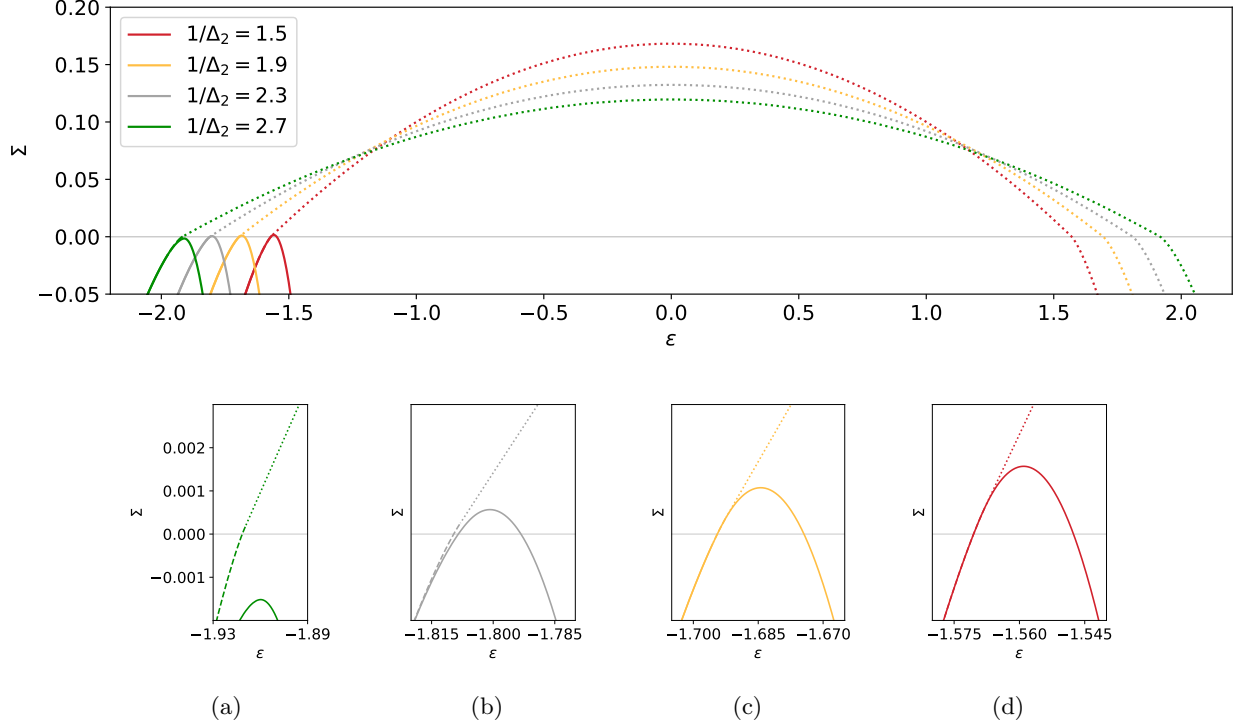 0.20
0.15
0.10
0.05
0.00
−0.05
Σ
1/Δ₂ = 1.5
1/Δ₂ = 1.9
1/Δ₂ = 2.3
1/Δ₂ = 2.7
−2.0 −1.5 −1.0 −0.5 0.0 0.5 1.0 1.5 2.0
ε
0.002
0.001
0.000
−0.001
Σ
−1.93 −1.89
ε
Σ
−1.815 −1.800 −1.785
ε
Σ
−1.700 −1.685 −1.670
ε
Σ
−1.575 −1.560 −1.545
ε
(a) (b) (c) (d)